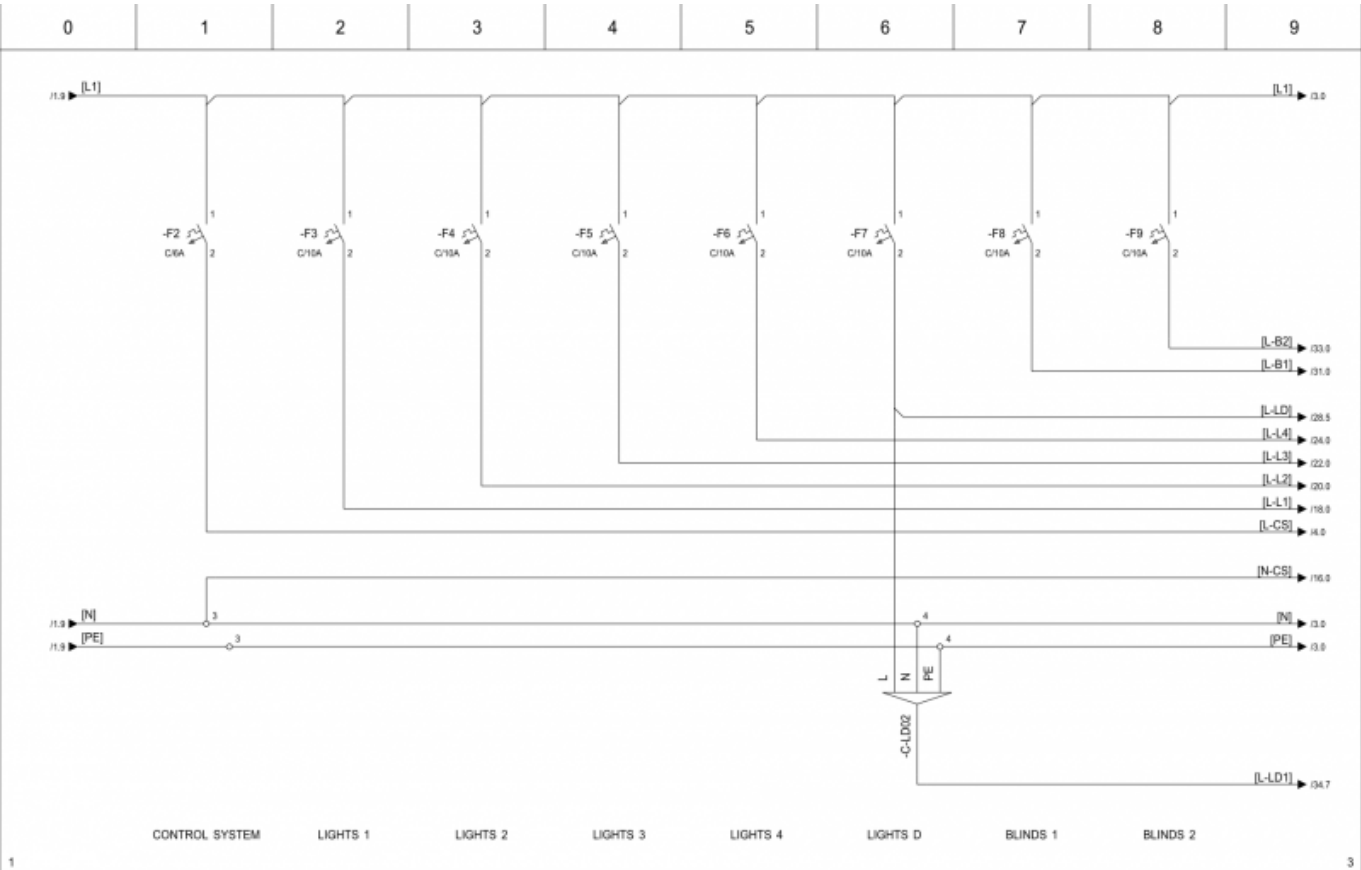 0 1 2 3 4 5 6 7 8 9
[L1] [L1]
/1.9 /3.0
1 1 1 1 1 1 1 1
-F2 -F3 -F4 -F5 -F6 -F7 -F8 -F9
C/6A 2 C/10A 2 C/10A 2 C/10A 2 C/10A 2 C/10A 2 C/10A 2 C/10A 2
[L-B2] /33.0
[L-B1] /31.0
[L-LD] /28.5
[L-L4] /24.0
[L-L3] /22.0
[L-L2] /20.0
[L-L1] /18.0
[L-CS] /4.0
[N-CS] /16.0
/1.9 [N] 3 4 [N] /3.0
/1.9 [PE] 3 4 [PE] /3.0
L N PE
-C-LD02
[L-LD1] /34.7
CONTROL SYSTEM LIGHTS 1 LIGHTS 2 LIGHTS 3 LIGHTS 4 LIGHTS D BLINDS 1 BLINDS 2
1 3